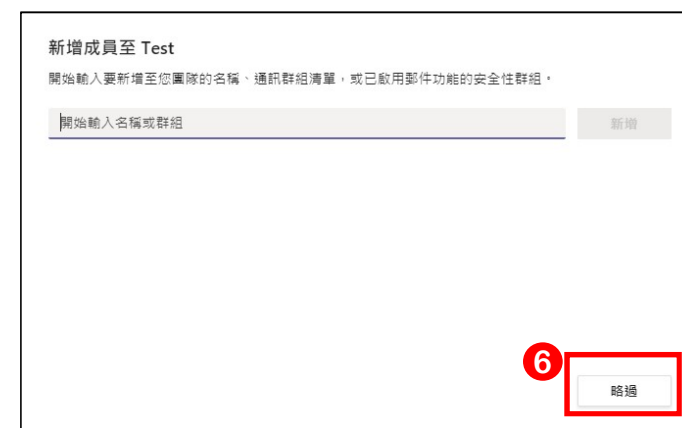 新增成員至 Test
開始輸入要新增至您團隊的名稱、通訊群組清單，或已啟用郵件功能的安全性群組。
開始輸入名稱或群組
新增
6
略過